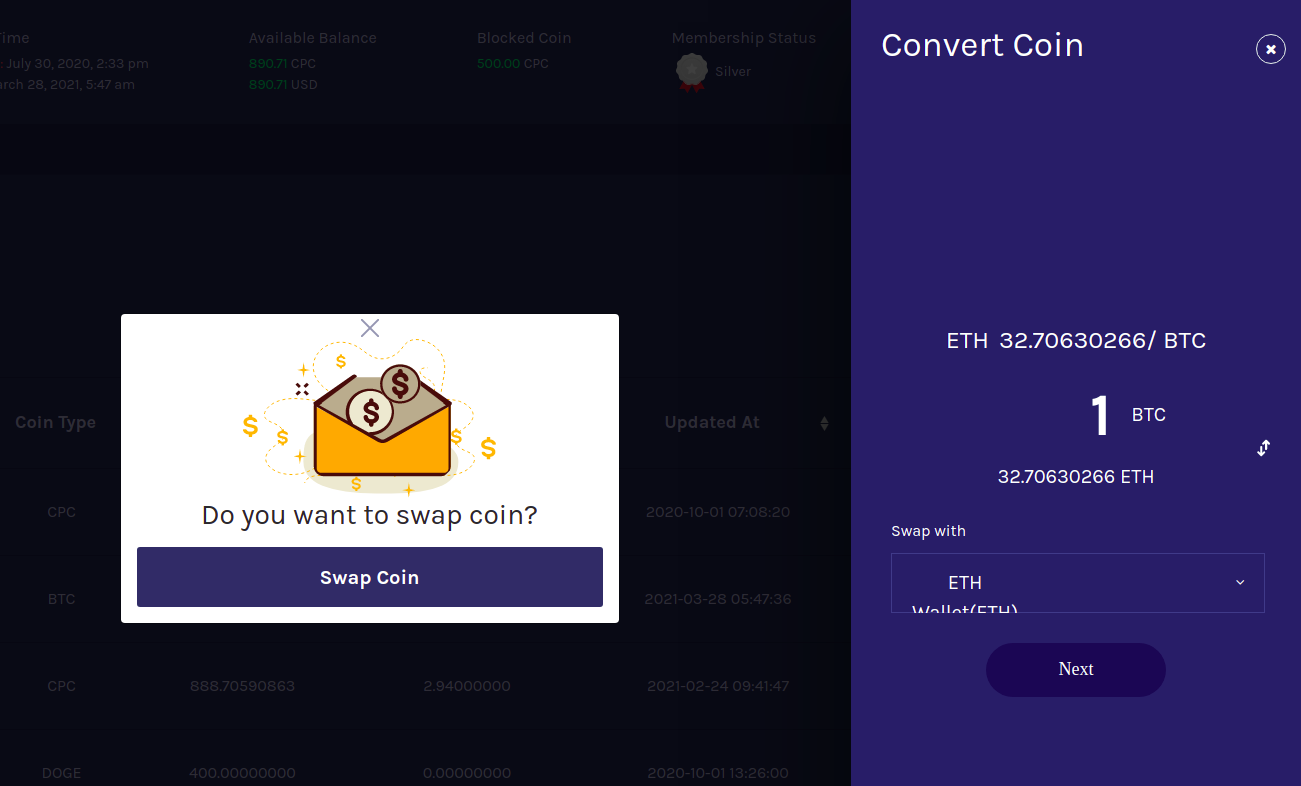 Time
Available Balance
Blocked Coin
Membership Status
: July 30, 2020, 2:33 pm
890.71 CPC
500.00 CPC
Silver
arch 28, 2021, 5:47 am
890.71 USD
Coin Type
Updated At
CPC
2020-10-01 07:08:20
BTC
2021-03-28 05:47:36
CPC
888.70590863
2.94000000
2021-02-24 09:41:47
DOGE
400.00000000
0.00000000
2020-10-01 13:26:00
Do you want to swap coin?
Swap Coin
Convert Coin
ETH 32.70630266/ BTC
1 BTC
32.70630266 ETH
Swap with
ETH
Wallet(ETH)
Next